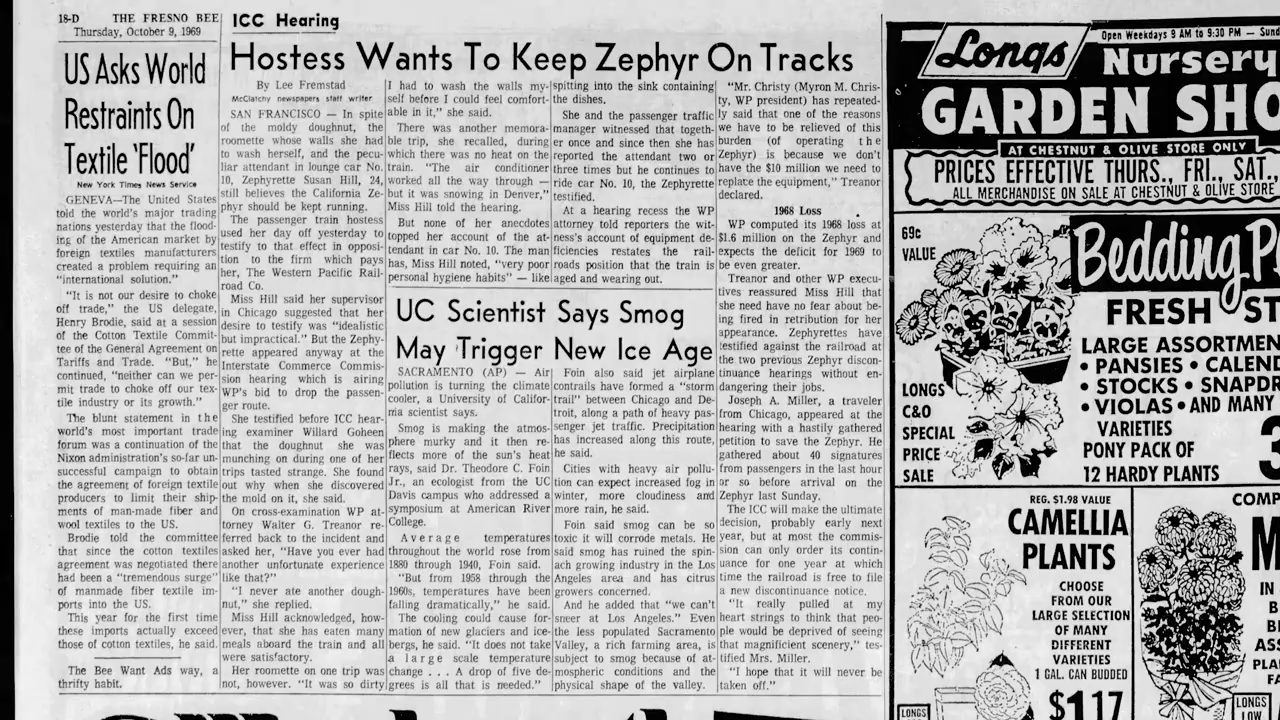 18-D THE FRESNO BEE
Thursday, October 9, 1969
US Asks World
Restraints On
Textile 'Flood'
New York Times News Service
GENEVA—The United States
told the world's major trading
nations yesterday that the flood-
ing of the American market by
foreign textiles manufacturers
created a problem requiring an
"international solution."
"It is not our desire to choke
off trade," the US delegate,
Henry Brodie, said at a session
of the Cotton Textile Commit-
tee of the General Agreement on
Tariffs and Trade. "But," he
continued, "neither can we per-
mit trade to choke off our tex-
tile industry or its growth."
The blunt statement in the
world's most important trade
forum was a continuation of the
Nixon administration's so-far un-
successful campaign to obtain
the agreement of foreign textile
producers to limit their ship-
ments of man-made fiber and
wool textiles to the US.
Brodie told the committee
that since the cotton textiles
agreement was negotiated there
had been a "tremendous surge"
of manmade fiber textile im-
ports into the US.
This year for the first time
these imports actually exceed
those of cotton textiles, he said.
The Bee Want Ads way, a
thrifty habit.
ICC Hearing
Hostess Wants To Keep Zephyr On Tracks
By Lee Fremstad
McClatchy newspapers staff writer
SAN FRANCISCO — In spite
of the moldy doughnut, the
roomette whose walls she had
to wash herself, and the pecu-
liar attendant in lounge car No.
10, Zephyrette Susan Hill, 24,
still believes the California Ze-
phyr should be kept running.
The passenger train hostess
used her day off yesterday to
testify to that effect in opposi-
tion to the firm which pays
her, The Western Pacific Rail-
road Co.
Miss Hill said her supervisor
in Chicago suggested that her
desire to testify was "idealistic
but impractical." But the Zephy-
rette appeared anyway at the
Interstate Commerce Commis-
sion hearing which is airing
WP's bid to drop the passen-
ger route.
She testified before ICC hear-
ing examiner Willard Goheen
that the doughnut she was
munching on during one of her
trips tasted strange. She found
out why when she discovered
the mold on it, she said.
On cross-examination WP at-
torney Walter G. Treanor re-
ferred back to the incident and
asked her, "Have you ever had
another unfortunate experience
like that?"
"I never ate another dough-
nut," she replied.
Miss Hill acknowledged, how-
ever, that she has eaten many
meals aboard the train and all
were satisfactory.
Her roomette on one trip was
not, however. "It was so dirty
I had to wash the walls my-
self before I could feel comfort-
able in it," she said.
There was another memora-
ble trip, she recalled, during
which there was no heat on the
train. "The air conditioner
worked all the way through —
but it was snowing in Denver,"
Miss Hill told the hearing.
But none of her anecdotes
topped her account of the at-
tendant in car No. 10. The man
has, Miss Hill noted, "very poor
personal hygiene habits" — like
spitting into the sink containing
the dishes.
She and the passenger traffic
manager witnessed that togeth-
er once and since then she has
reported the attendant two or
three times but he continues to
ride car No. 10, the Zephyrette
testified.
At a hearing recess the WP
attorney told reporters the wit-
ness's account of equipment de-
ficiencies restates the rail-
roads position that the train is
aged and wearing out.
"Mr. Christy (Myron M. Chris-
ty, WP president) has repeated-
ly said that one of the reasons
we have to be relieved of this
burden (of operating the
Zephyr) is because we don't
have the $10 million we need to
replace the equipment," Treanor
declared.
1968 Loss
WP computed its 1968 loss at
$1.6 million on the Zephyr and
expects the deficit for 1969 to
be even greater.
Treanor and other WP execu-
tives reassured Miss Hill that
she need have no fear about be-
ing fired in retribution for her
appearance. Zephyrettes have
testified against the railroad at
the two previous Zephyr discon-
tinuance hearings without en-
dangering their jobs.
Joseph A. Miller, a traveler
from Chicago, appeared at the
hearing with a hastily gathered
petition to save the Zephyr. He
gathered about 40 signatures
from passengers in the last hour
or so before arrival on the
Zephyr last Sunday.
The ICC will make the ultimate
decision, probably early next
year, but at most the commis-
sion can only order its contin-
uance for one year at which
time the railroad is free to file
a new discontinuance notice.
"It really pulled at my
heart strings to think that peo-
ple would be deprived of seeing
that magnificent scenery," tes-
tified Mrs. Miller.
"I hope that it will never be
taken off."
UC Scientist Says Smog
May Trigger New Ice Age
SACRAMENTO (AP) — Air
pollution is turning the climate
cooler, a University of Califor-
nia scientist says.
Smog is making the atmos-
phere murky and it then re-
flects more of the sun's heat
rays, said Dr. Theodore C. Foin
Jr., an ecologist from the UC
Davis campus who addressed a
symposium at American River
College.
Average temperatures
throughout the world rose from
1880 through 1940, Foin said.
"But from 1958 through the
1960s, temperatures have been
falling dramatically," he said.
The cooling could cause for-
mation of new glaciers and ice-
bergs, he said. "It does not take
a large scale temperature
change . . . A drop of five de-
grees is all that is needed."
Foin also said jet airplane
contrails have formed a "storm
trail" between Chicago and De-
troit, along a path of heavy pas-
senger jet traffic. Precipitation
has increased along this route,
he said.
Cities with heavy air pollu-
tion can expect increased fog in
winter, more cloudiness and
more rain, he said.
Foin said smog can be so
toxic it will corrode metals. He
said smog has ruined the spin-
ach growing industry in the Los
Angeles area and has citrus
growers concerned.
And he added that "we can't
sneer at Los Angeles." Even
the less populated Sacramento
Valley, a rich farming area, is
subject to smog because of at-
mospheric conditions and the
physical shape of the valley.
Longs
Open Weekdays 9 AM to 9:30 PM — Sund
Nursery
GARDEN SHO
AT CHESTNUT & OLIVE STORE ONLY
PRICES EFFECTIVE THURS., FRI., SAT.,
ALL MERCHANDISE ON SALE AT CHESTNUT & OLIVE STORE
69c
VALUE
Bedding P
FRESH ST
LARGE ASSORTMEN
• PANSIES • CALEND
• STOCKS • SNAPDR
• VIOLAS • AND MANY
VARIETIES
PONY PACK OF
12 HARDY PLANTS
3
LONGS
C&O
SPECIAL
PRICE
SALE
REG. $1.98 VALUE
CAMELLIA
PLANTS
CHOOSE
FROM OUR
LARGE SELECTION
OF MANY
DIFFERENT
VARIETIES
1 GAL. CAN BUDDED
$1.17
LONGS
COMP
M
IN
B
BE
ASS
PLAN
FA
LONGS
LOW